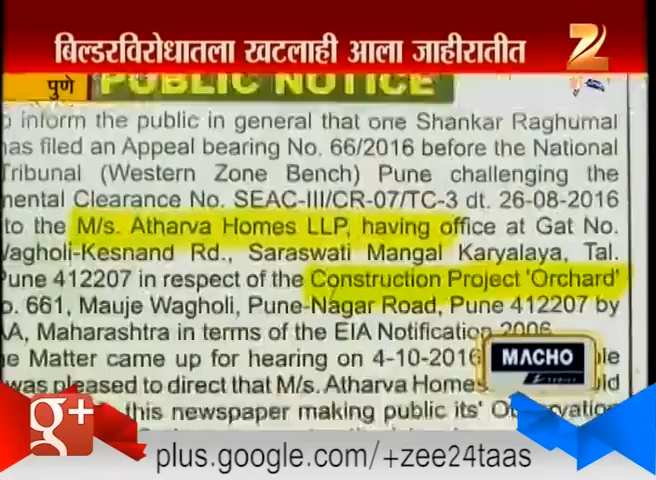 बिल्डरविरोधातला खटलाही आला जाहीरातीत
पुणे
PUBLIC NOTICE
inform the public in general that one Shankar Raghumal
has filed an Appeal bearing No. 66/2016 before the National
Tribunal (Western Zone Bench) Pune challenging the
mental Clearance No. SEAC-III/CR-07/TC-3 dt. 26-08-2016
to the M/s. Atharva Homes LLP, having office at Gat No.
Wagholi-Kesnand Rd., Saraswati Mangal Karyalaya, Tal.
Pune 412207 in respect of the Construction Project 'Orchard'
o. 661, Mauje Wagholi, Pune-Nagar Road, Pune 412207 by
AA, Maharashtra in terms of the EIA Notification 2006.
e Matter came up for hearing on 4-10-2016
MACHO
was pleased to direct that M/s. Atharva Homes
this newspaper making public its' Observation
g+
plus.google.com/+zee24taas